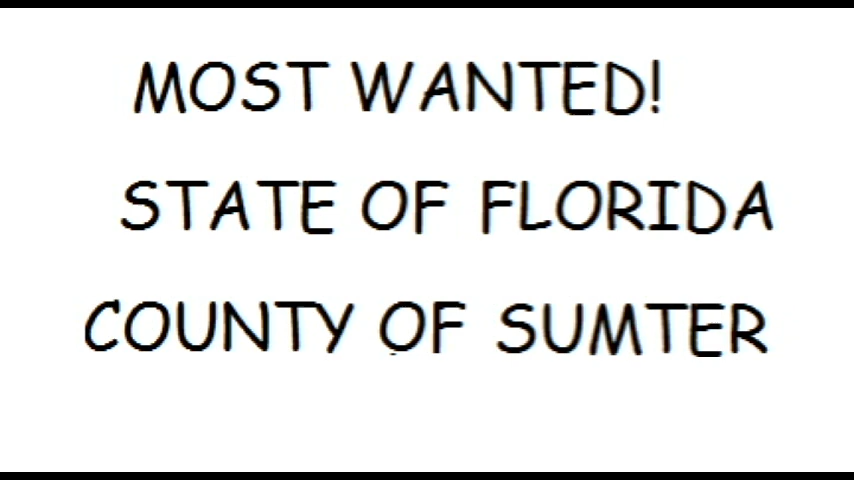 MOST WANTED!
STATE OF FLORIDA
COUNTY OF SUMTER